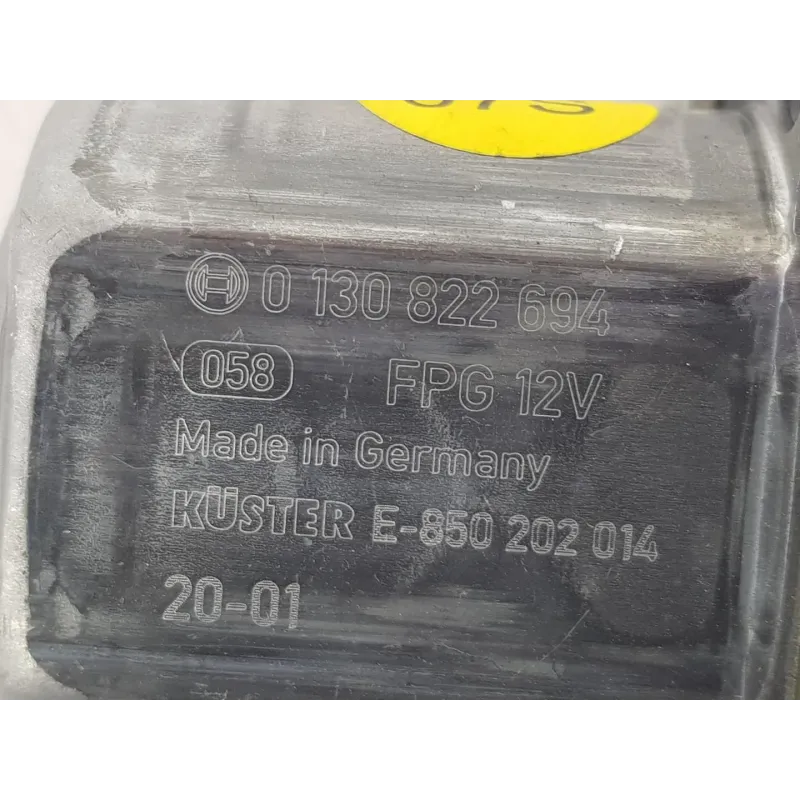 0 130 822 694
058 FPG 12V
Made in Germany
KÜSTER E-850 202 014
20-01